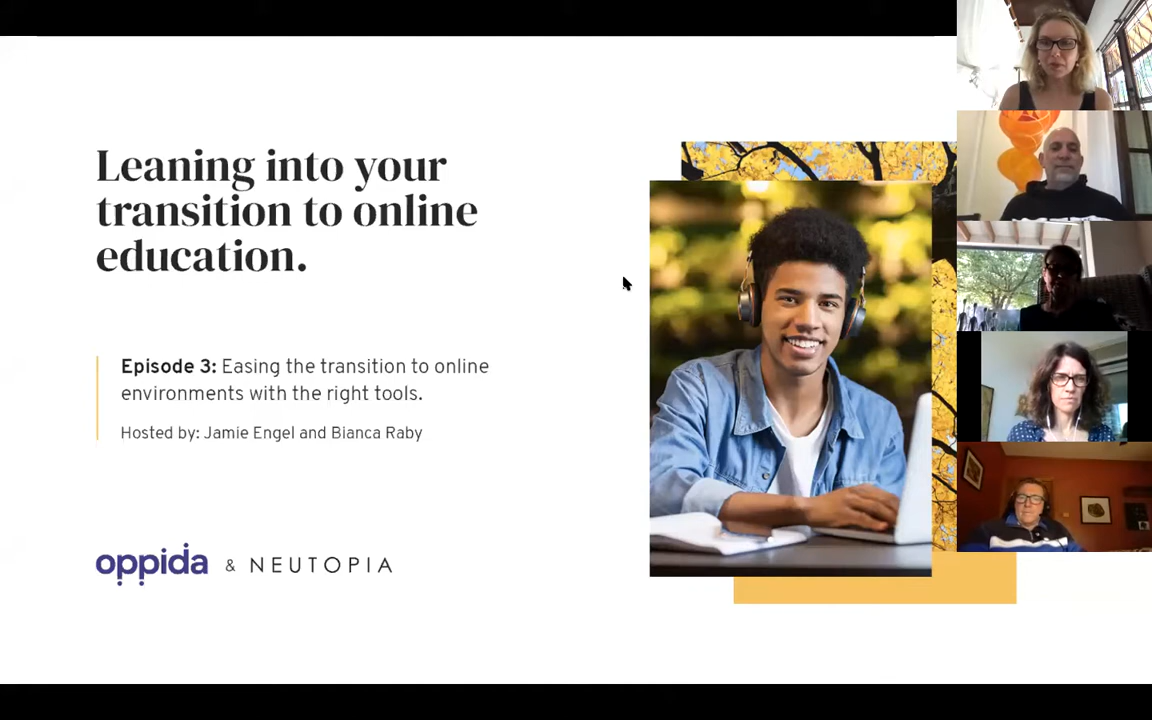 Leaning into your
transition to online
education.
Episode 3: Easing the transition to online
environments with the right tools.
Hosted by: Jamie Engel and Bianca Raby
oppida & NEUTOPIA